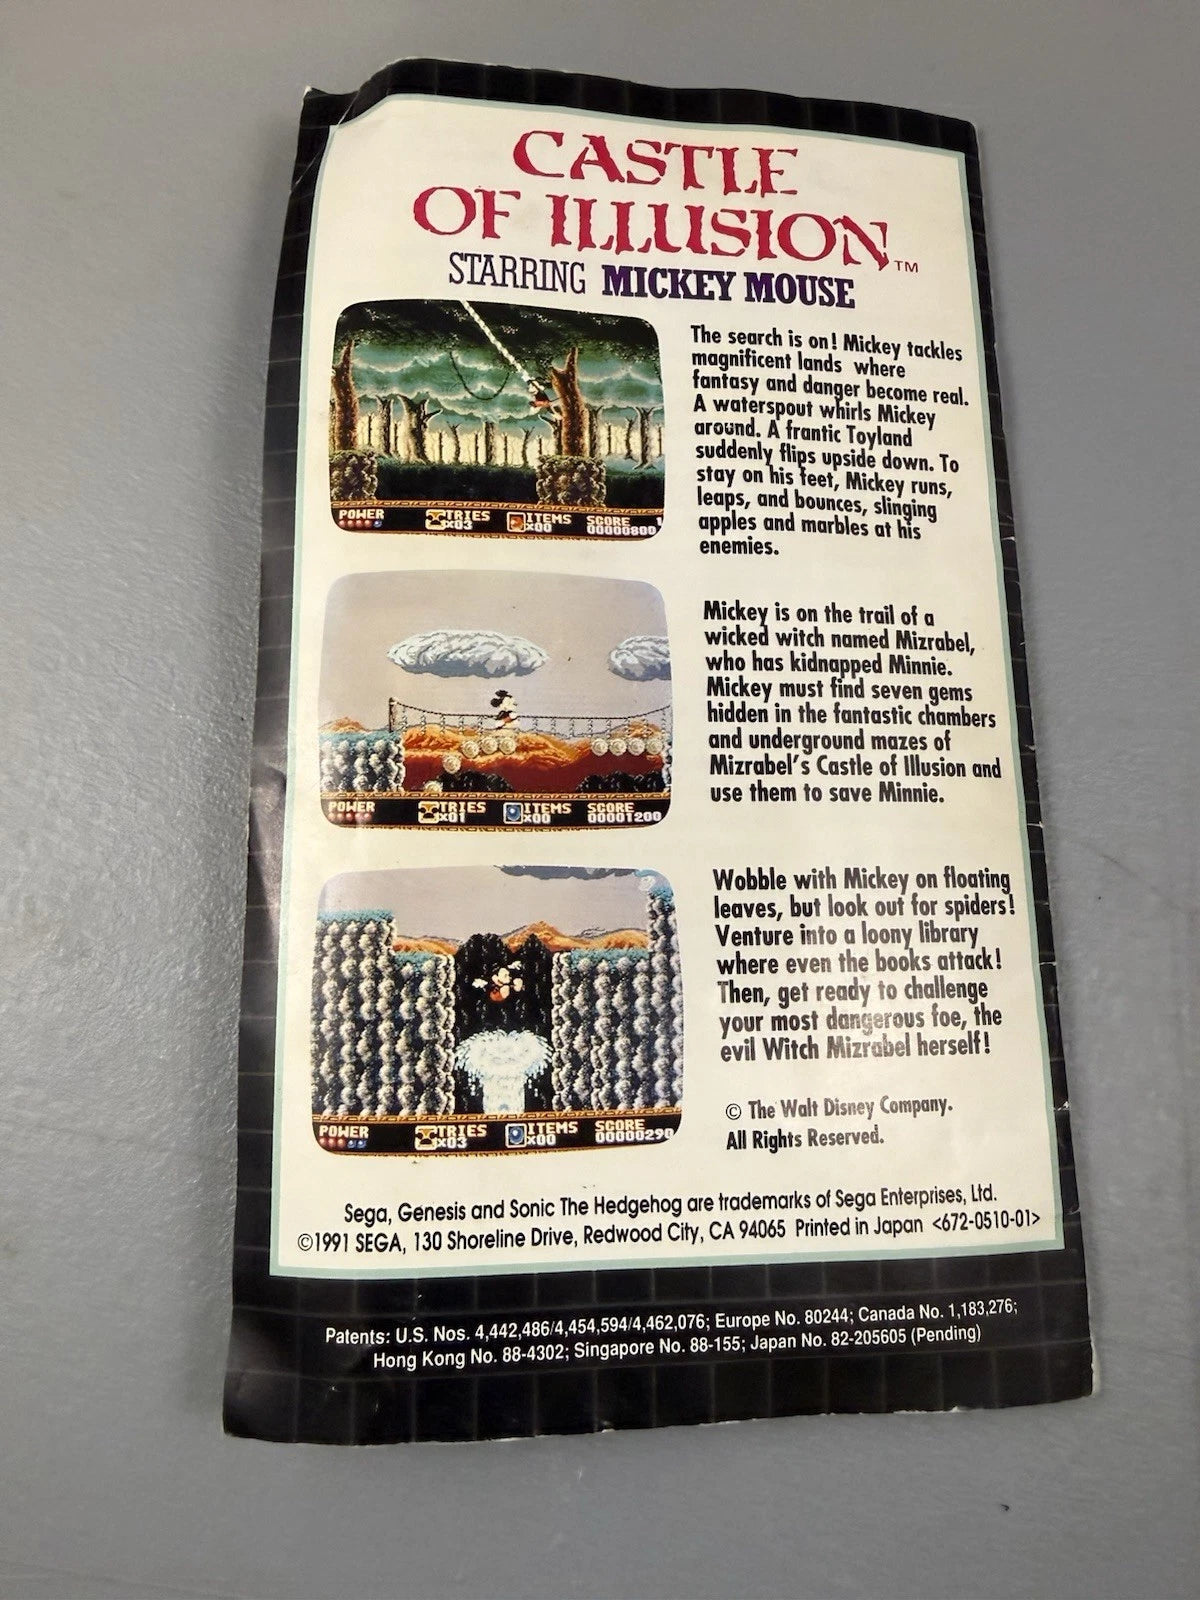 CASTLE
OF ILLUSION™
STARRING MICKEY MOUSE
The search is on! Mickey tackles
magnificent lands where
fantasy and danger become real.
A waterspout whirls Mickey
around. A frantic Toyland
suddenly flips upside down. To
stay on his feet, Mickey runs,
leaps, and bounces, slinging
apples and marbles at his
enemies.
POWER TRIES x03 ITEMS x00 SCORE 00000800
Mickey is on the trail of a
wicked witch named Mizrabel,
who has kidnapped Minnie.
Mickey must find seven gems
hidden in the fantastic chambers
and underground mazes of
Mizrabel's Castle of Illusion and
use them to save Minnie.
POWER TRIES x01 ITEMS x00 SCORE 00001200
Wobble with Mickey on floating
leaves, but look out for spiders!
Venture into a loony library
where even the books attack!
Then, get ready to challenge
your most dangerous foe, the
evil Witch Mizrabel herself!
POWER TRIES x03 ITEMS x00 SCORE 00000290
© The Walt Disney Company.
All Rights Reserved.
Sega, Genesis and Sonic The Hedgehog are trademarks of Sega Enterprises, Ltd.
©1991 SEGA, 130 Shoreline Drive, Redwood City, CA 94065 Printed in Japan <672-0510-01>
Patents: U.S. Nos. 4,442,486/4,454,594/4,462,076; Europe No. 80244; Canada No. 1,183,276;
Hong Kong No. 88-4302; Singapore No. 88-155; Japan No. 82-205605 (Pending)